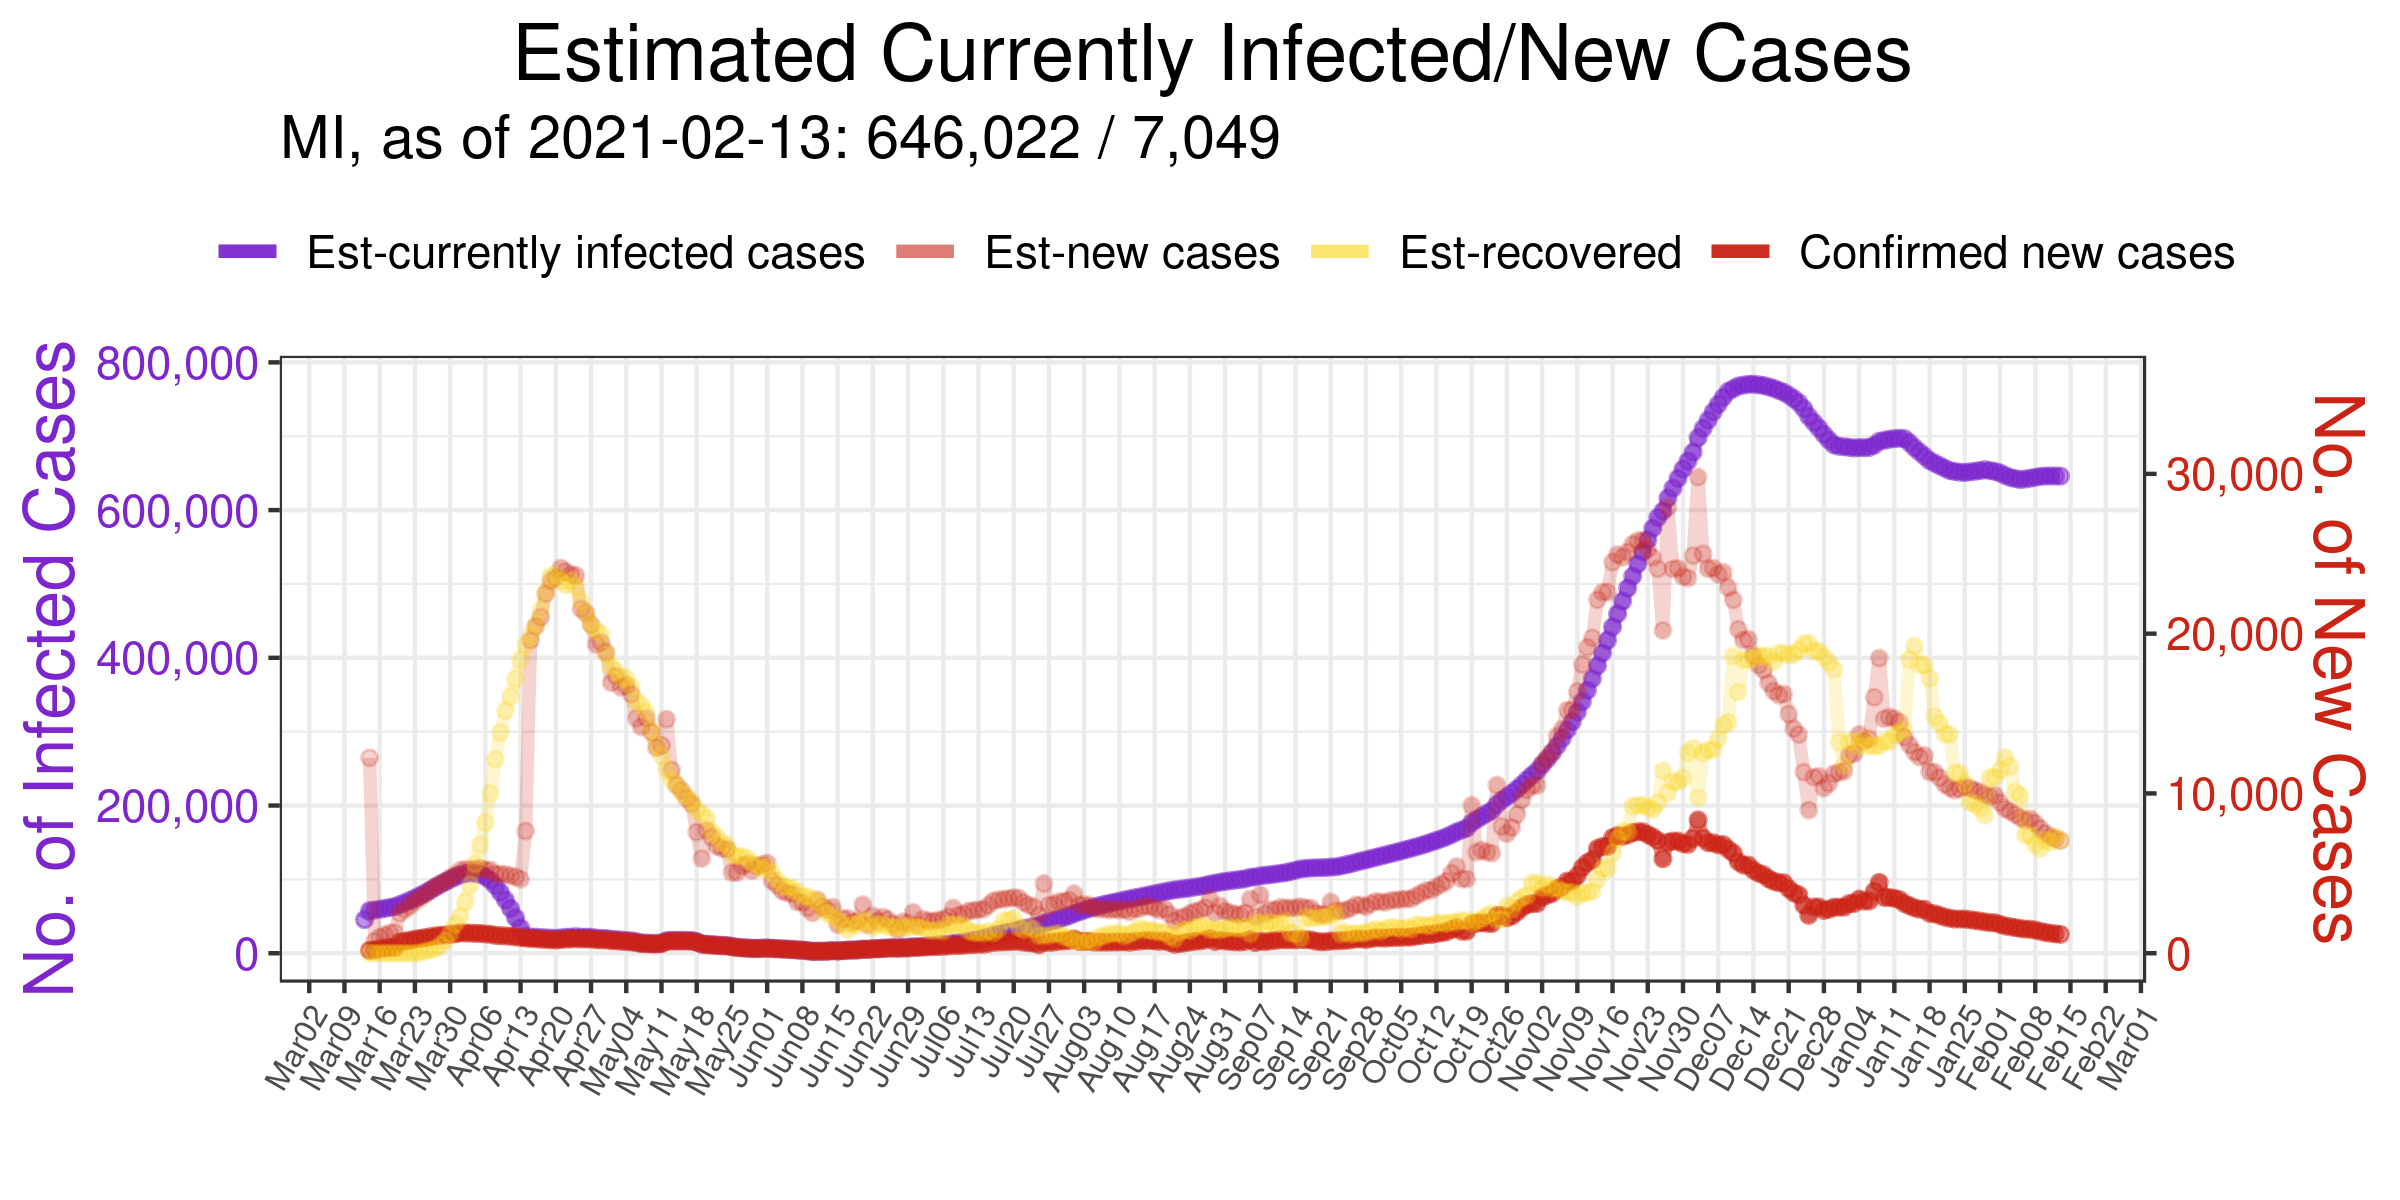 Estimated Currently Infected/New Cases
MI, as of 2021-02-13: 646,022 / 7,049
Est-currently infected cases
Est-new cases
Est-recovered
Confirmed new cases
No. of Infected Cases
800,000
600,000
400,000
200,000
0
30,000
20,000
10,000
0
No. of New Cases
Mar02
Mar09
Mar16
Mar23
Mar30
Apr06
Apr13
Apr20
Apr27
May04
May11
May18
May25
Jun01
Jun08
Jun15
Jun22
Jun29
Jul06
Jul13
Jul20
Jul27
Aug03
Aug10
Aug17
Aug24
Aug31
Sep07
Sep14
Sep21
Sep28
Oct05
Oct12
Oct19
Oct26
Nov02
Nov09
Nov16
Nov23
Nov30
Dec07
Dec14
Dec21
Dec28
Jan04
Jan11
Jan18
Jan25
Feb01
Feb08
Feb15
Feb22
Mar01